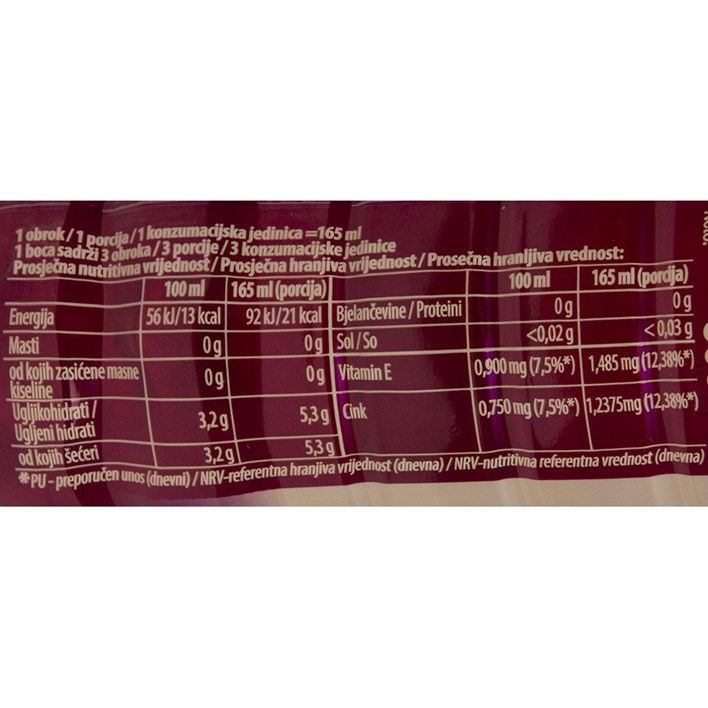 1 obrok / 1 porcija / 1 konzumacijska jedinica =165 ml
1 boca sadrži 3 obroka / 3 porcije / 3 konzumacijske jedinice
Prosječna nutritivna vrijednost / Prosječna hranjiva vrijednost / Prosečna hranljiva vrednost:
100 ml 165 ml (porcija) 100 ml 165 ml (porcija)
Energija 56 kJ/13 kcal 92 kJ/21 kcal Bjelančevine / Proteini 0 g 0 g
Masti 0 g 0 g Sol / So <0,02 g <0,03 g
od kojih zasićene masne
kiseline 0 g 0 g Vitamin E 0,900 mg (7,5%*) 1,485 mg (12,38%*)
Ugljikohidrati /
Ugljeni hidrati 3,2 g 5,3 g Cink 0,750 mg (7,5%*) 1,2375mg (12,38%*)
od kojih šećeri 3,2 g 5,3 g
*PU - preporučen unos (dnevni) / NRV-referentna hranjiva vrijednost (dnevna) / NRV-nutritivna referentna vrednost (dnevna)